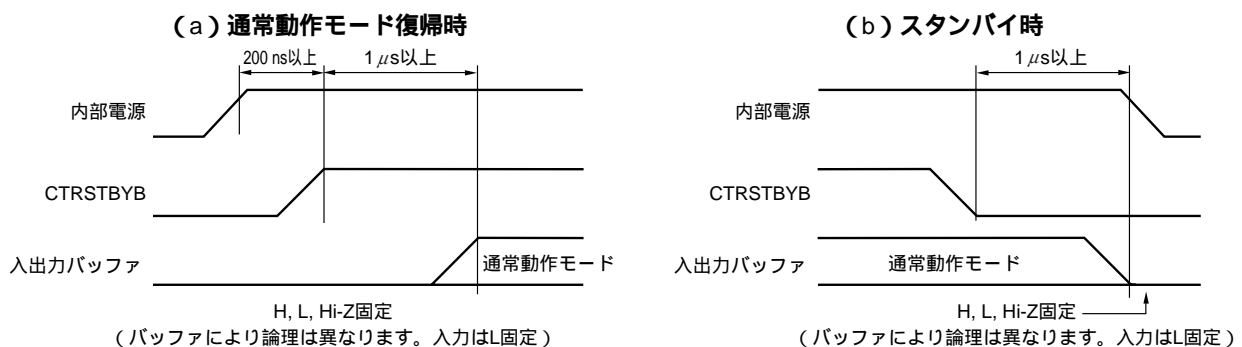 (a)通常動作モード復帰時
200 ns以上
1 μs以上
内部電源
CTRSTBYB
入出力バッファ
通常動作モード
H, L, Hi-Z固定
(バッファにより論理は異なります。入力はL固定)
(b)スタンバイ時
1 μs以上
内部電源
CTRSTBYB
入出力バッファ
通常動作モード
H, L, Hi-Z固定
(バッファにより論理は異なります。入力はL固定)